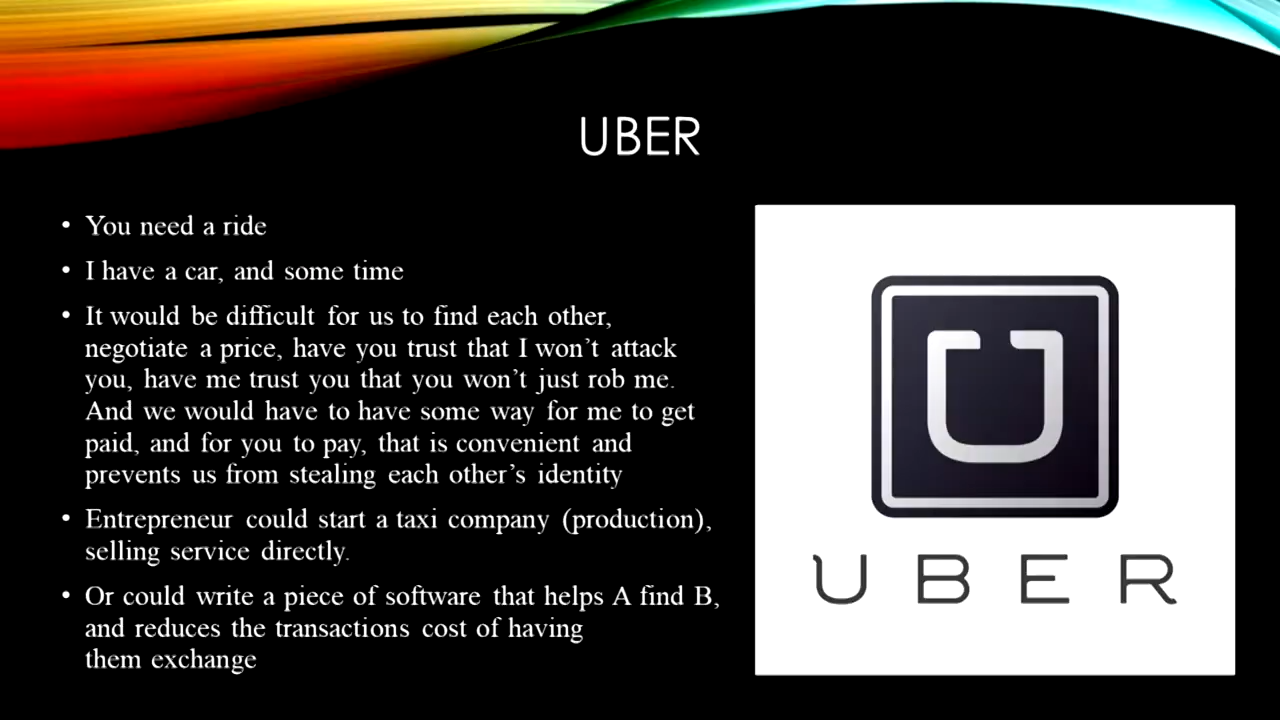 UBER
• You need a ride
• I have a car, and some time
• It would be difficult for us to find each other,
negotiate a price, have you trust that I won’t attack
you, have me trust you that you won’t just rob me.
And we would have to have some way for me to get
paid, and for you to pay, that is convenient and
prevents us from stealing each other’s identity
• Entrepreneur could start a taxi company (production),
selling service directly.
• Or could write a piece of software that helps A find B,
and reduces the transactions cost of having
them exchange
U
UBER